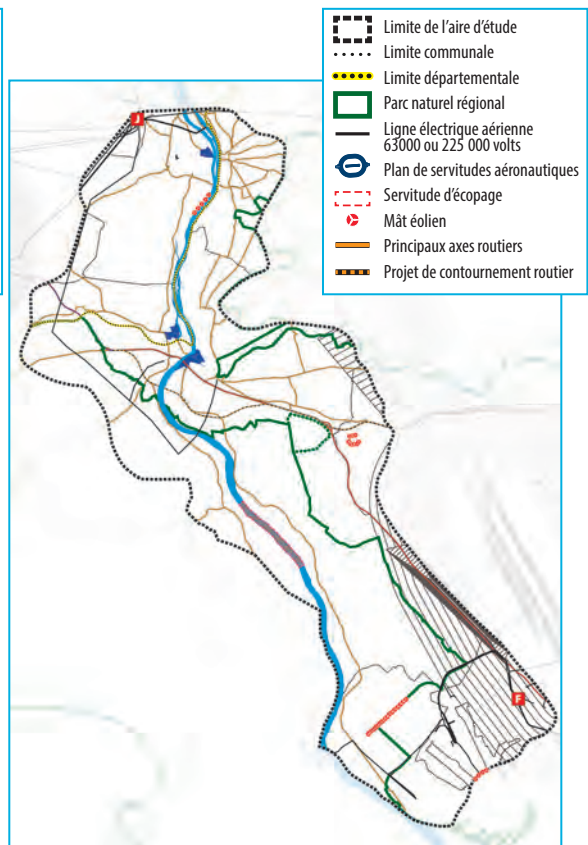 Limite de l'aire d'étude
Limite communale
Limite départementale
Parc naturel régional
Ligne électrique aérienne
63000 ou 225 000 volts
Plan de servitudes aéronautiques
Servitude d'écopage
Mât éolien
Principaux axes routiers
Projet de contournement routier
J
F